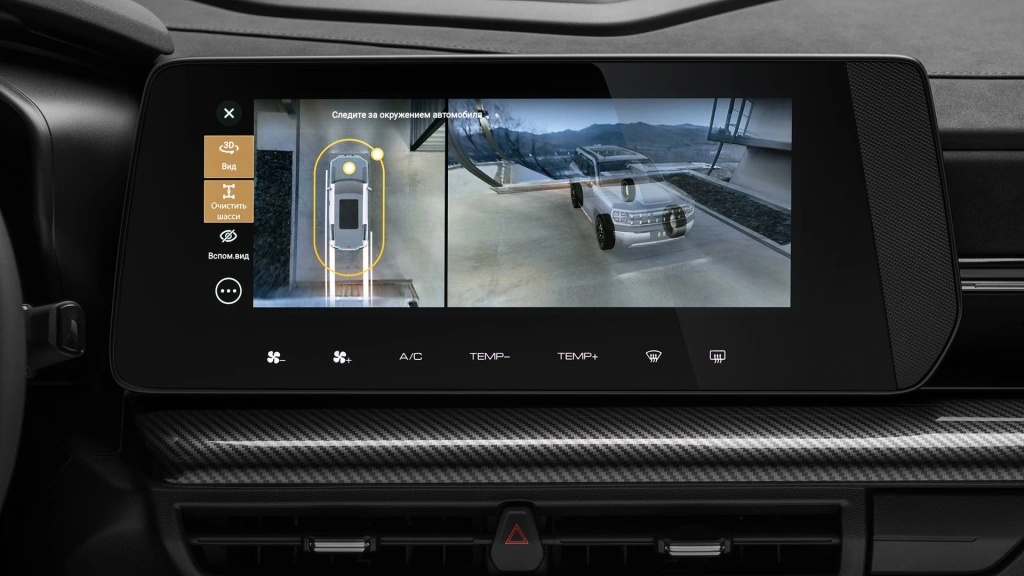 Следите за окружением автомобиля
3D
Вид
Очистить
шасси
Вспом.вид
A/C
TEMP−
TEMP+